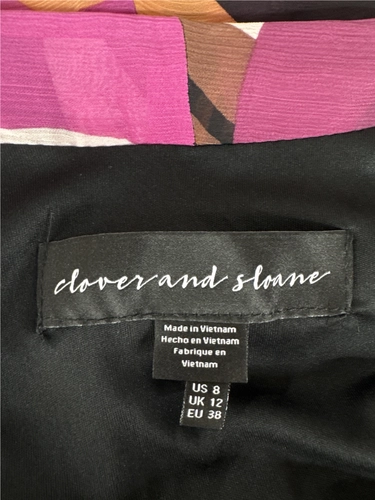 clover and sloane
Made in Vietnam
Hecho en Vietnam
Fabrique en
Vietnam
US 8
UK 12
EU 38